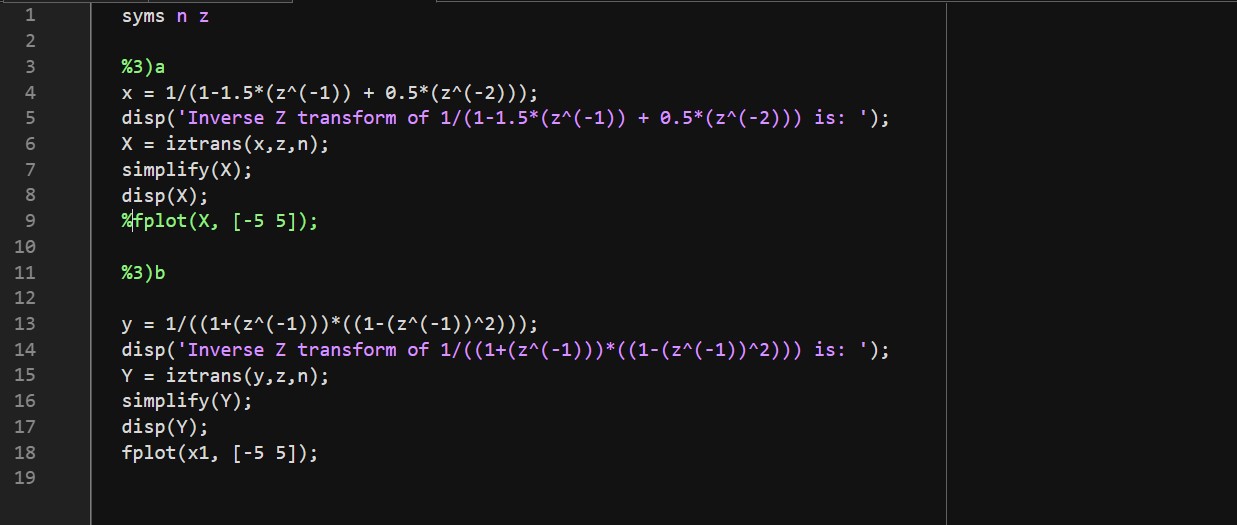 1 syms n z
2
3 %3)a
4 x = 1/(1-1.5*(z^(-1)) + 0.5*(z^(-2)));
5 disp('Inverse Z transform of 1/(1-1.5*(z^(-1)) + 0.5*(z^(-2))) is: ');
6 X = iztrans(x,z,n);
7 simplify(X);
8 disp(X);
9 %fplot(X, [-5 5]);
10
11 %3)b
12
13 y = 1/((1+(z^(-1)))*((1-(z^(-1))^2)));
14 disp('Inverse Z transform of 1/((1+(z^(-1)))*((1-(z^(-1))^2))) is: ');
15 Y = iztrans(y,z,n);
16 simplify(Y);
17 disp(Y);
18 fplot(x1, [-5 5]);
19